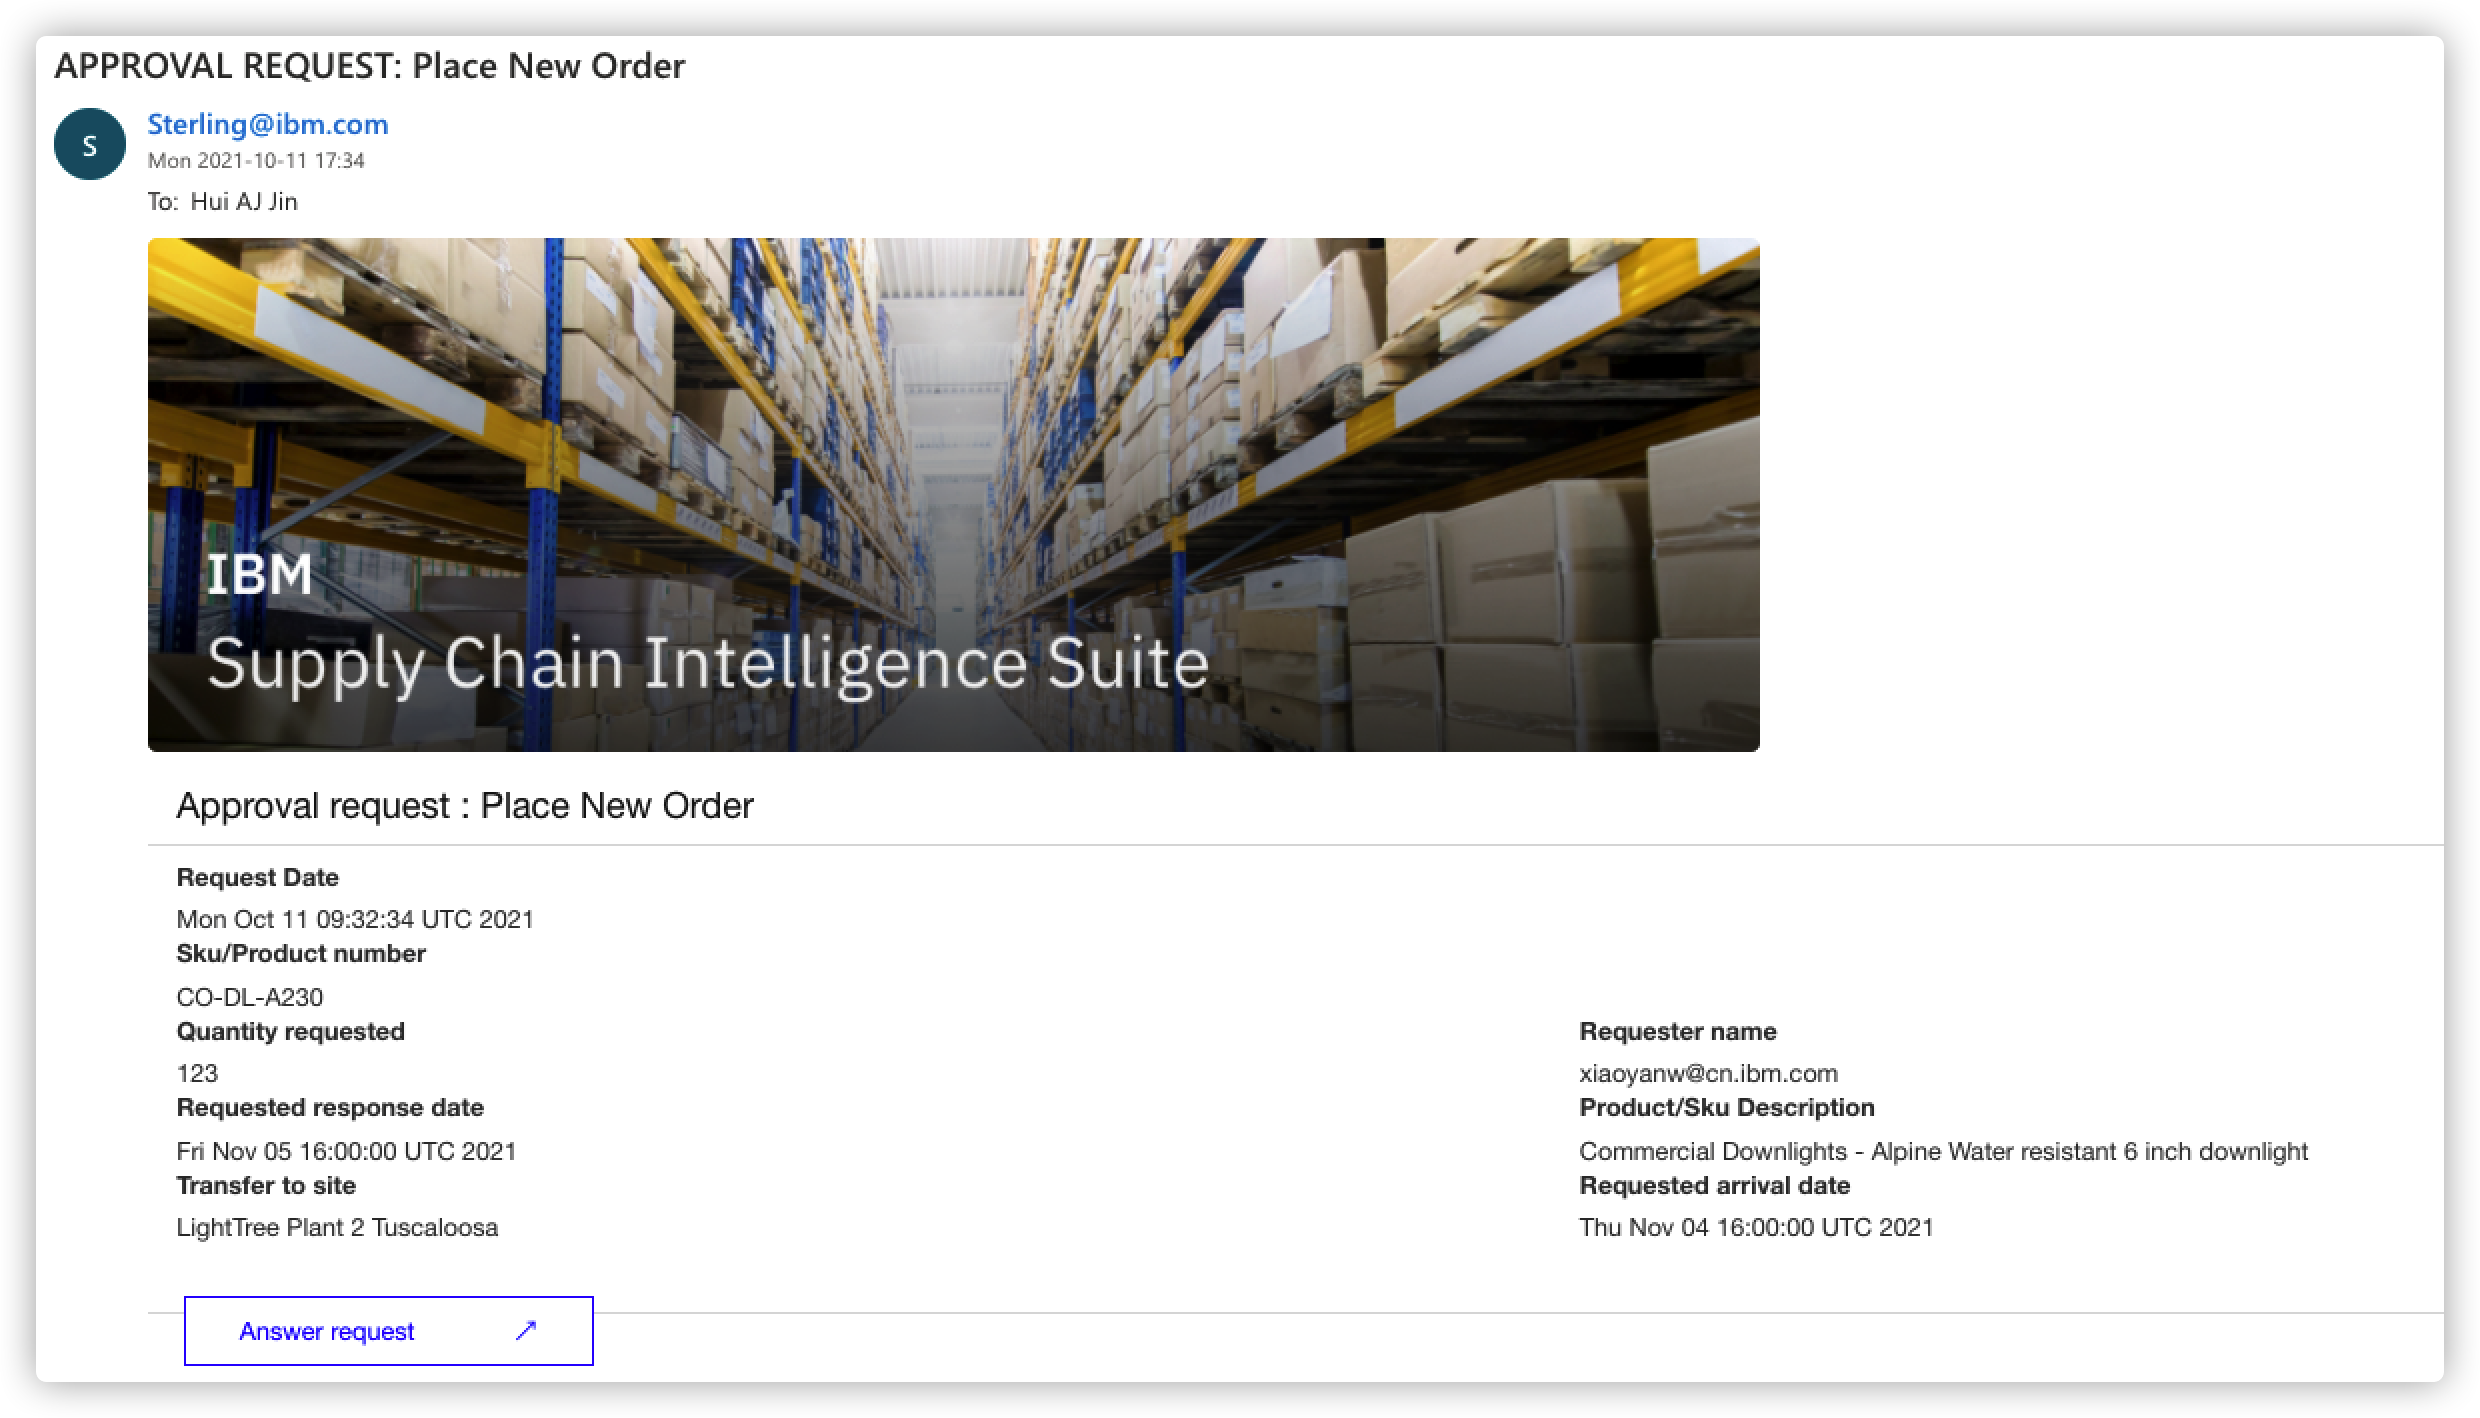 APPROVAL REQUEST: Place New Order
S
Sterling@ibm.com
Mon 2021-10-11 17:34
To: Hui AJ Jin
IBM
Supply Chain Intelligence Suite
Approval request : Place New Order
Request Date
Mon Oct 11 09:32:34 UTC 2021
Sku/Product number
CO-DL-A230
Quantity requested
123
Requested response date
Fri Nov 05 16:00:00 UTC 2021
Transfer to site
LightTree Plant 2 Tuscaloosa
Requester name
xiaoyanw@cn.ibm.com
Product/Sku Description
Commercial Downlights - Alpine Water resistant 6 inch downlight
Requested arrival date
Thu Nov 04 16:00:00 UTC 2021
Answer request